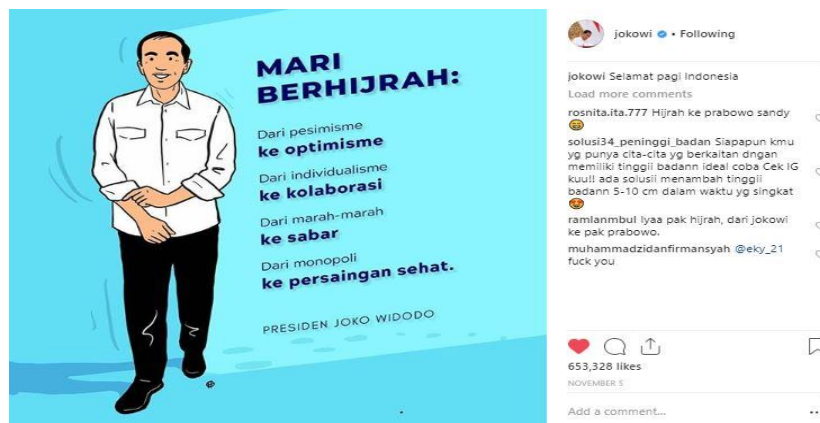 MARI
BERHIJRAH:
Dari pesimisme
ke optimisme
Dari individualisme
ke kolaborasi
Dari marah-marah
ke sabar
Dari monopoli
ke persaingan sehat.
PRESIDEN JOKO WIDODO
jokowi • Following
jokowi Selamat pagi Indonesia
Load more comments
rosnita.ita.777 Hijrah ke prabowo sandy
solusi34_peninggi_badan Siapapun kmu
yg punya cita-cita yg berkaitan dngan
memiliki tinggii badann ideal coba Cek IG
kuu!! ada solusii menambah tinggii
badann 5-10 cm dalam waktu yg singkat
ramlanmbul Iyaa pak hijrah, dari jokowi
ke pak prabowo.
muhammadzidanfirmansyah @eky_21
fuck you
653,328 likes
NOVEMBER 5
Add a comment...